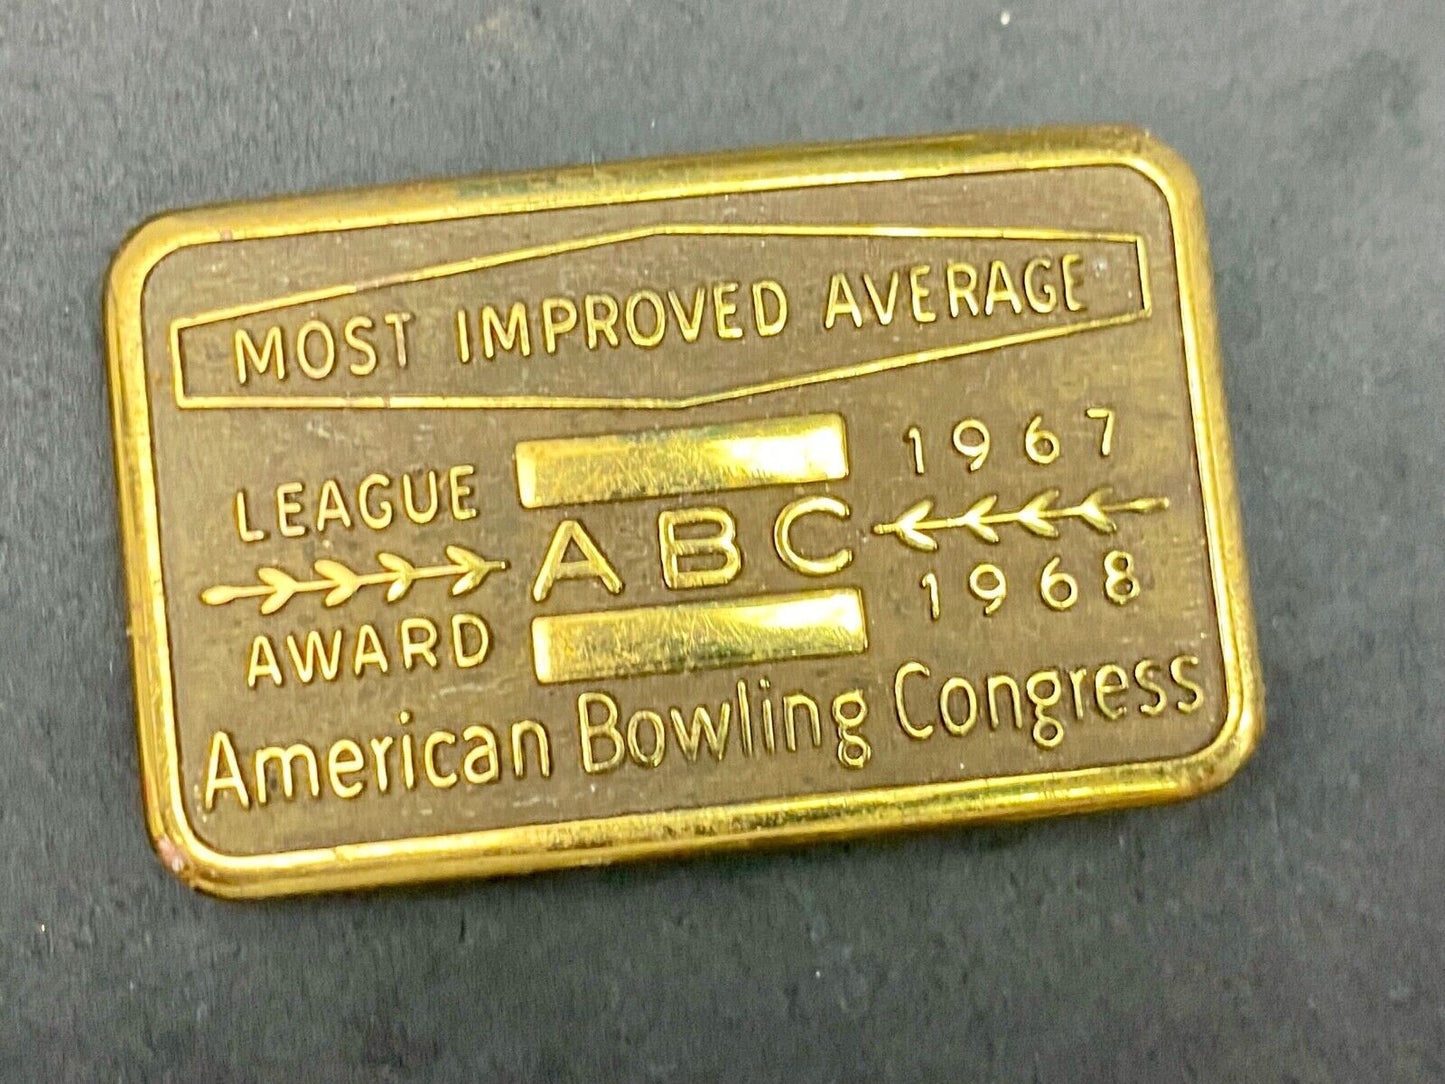 MOST IMPROVED AVERAGE
LEAGUE
AWARD
ABC
1967
1968
American Bowling Congress